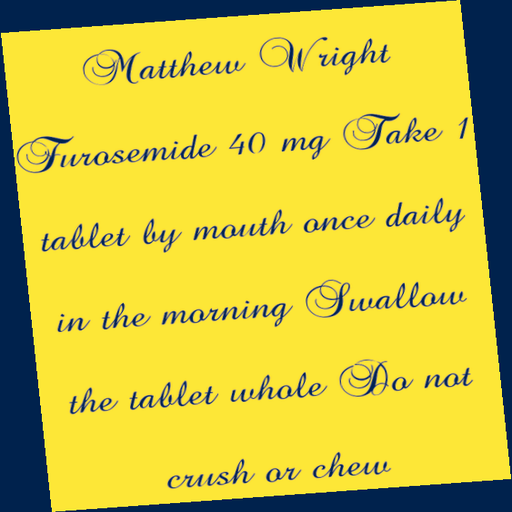 Matthew Wright
Furosemide 40 mg Take 1
tablet by mouth once daily
in the morning Swallow
the tablet whole Do not
crush or chew